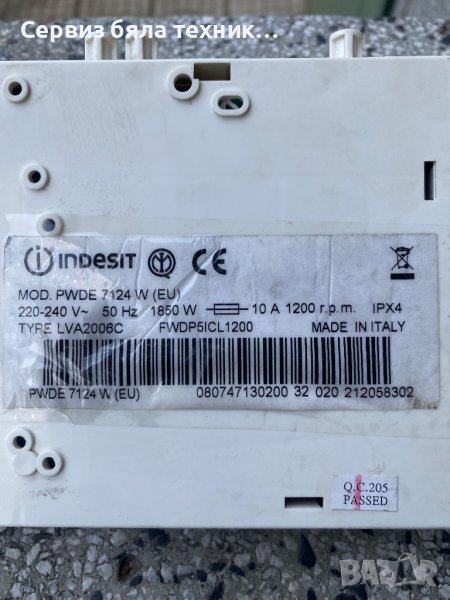 Сервиз бяла техник...
INDESIT CE
MOD. PWDE 7124 W (EU)
220-240 V~ 50 Hz 1850 W 10 A 1200 r.p.m. IPX4
TYPE LVA2006C FWDP5ICL1200 MADE IN ITALY
PWDE 7124 W (EU) 080747130200 32 020 212058302
Q.C.205
PASSED
bazar